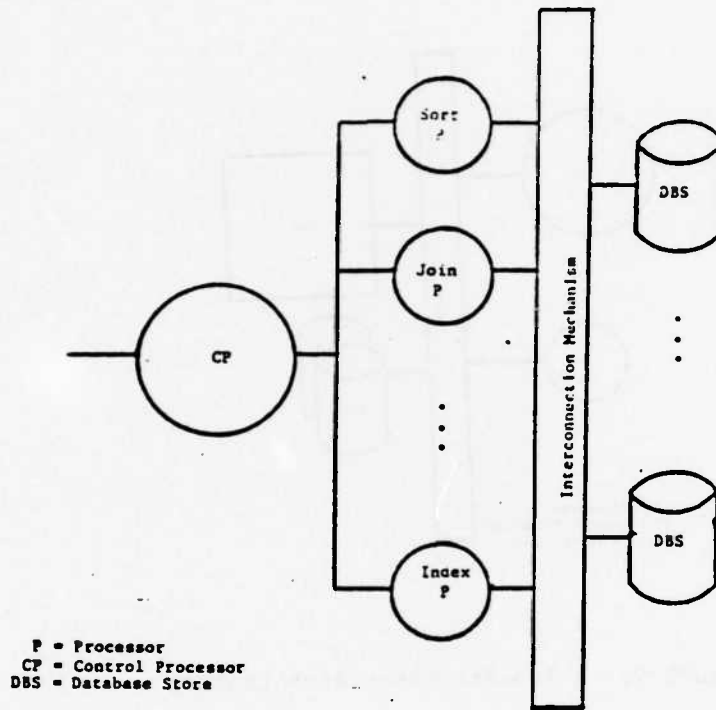 Sort
P
Join
P
Index
P
CP
Interconnection Mechanism
DBS
DBS
P = Processor
CP = Control Processor
DBS = Database Store